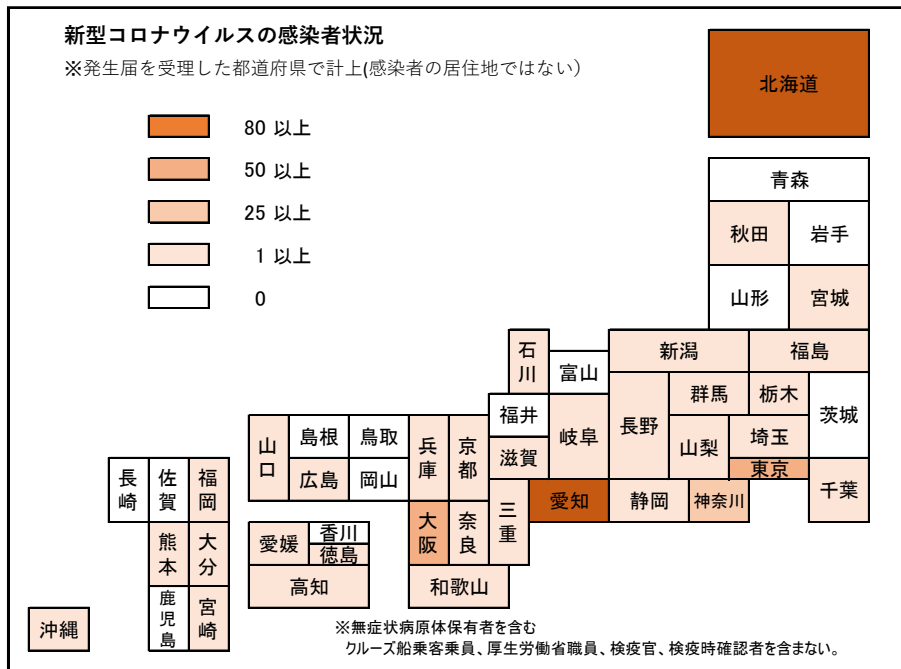 新型コロナウイルスの感染者状況
※発生届を受理した都道府県で計上(感染者の居住地ではない）
80 以上
50 以上
25 以上
1 以上
0
北海道
青森
秋田
岩手
山形
宮城
石川
富山
新潟
福島
福井
岐阜
長野
群馬
栃木
茨城
山口
島根
鳥取
兵庫
京都
滋賀
山梨
埼玉
広島
岡山
東京
長崎
佐賀
福岡
三重
愛知
静岡
神奈川
千葉
大阪
奈良
愛媛
香川
徳島
熊本
大分
高知
和歌山
沖縄
鹿児島
宮崎
※無症状病原体保有者を含む
クルーズ船乗客乗員、厚生労働省職員、検疫官、検疫時確認者を含まない。